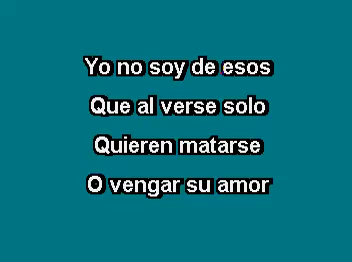 Yo no soy de esos
Que al verse solo
Quieren matarse
O vengar su amor